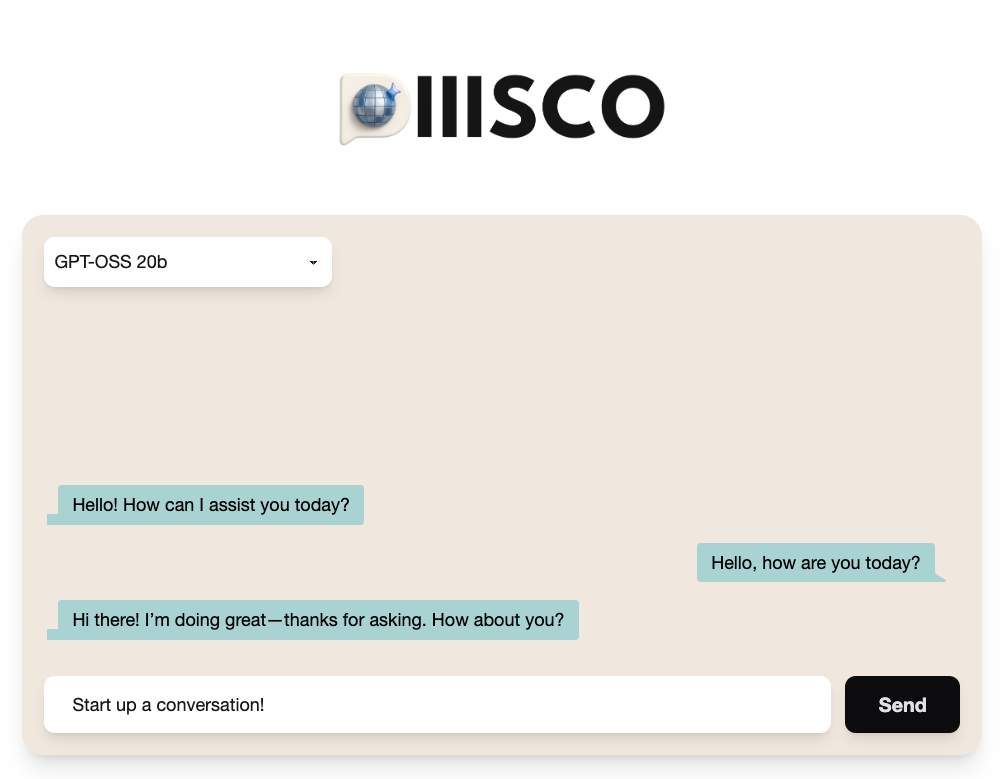 DIIISCO
GPT-OSS 20b
Hello! How can I assist you today?
Hello, how are you today?
Hi there! I’m doing great—thanks for asking. How about you?
Start up a conversation!
Send